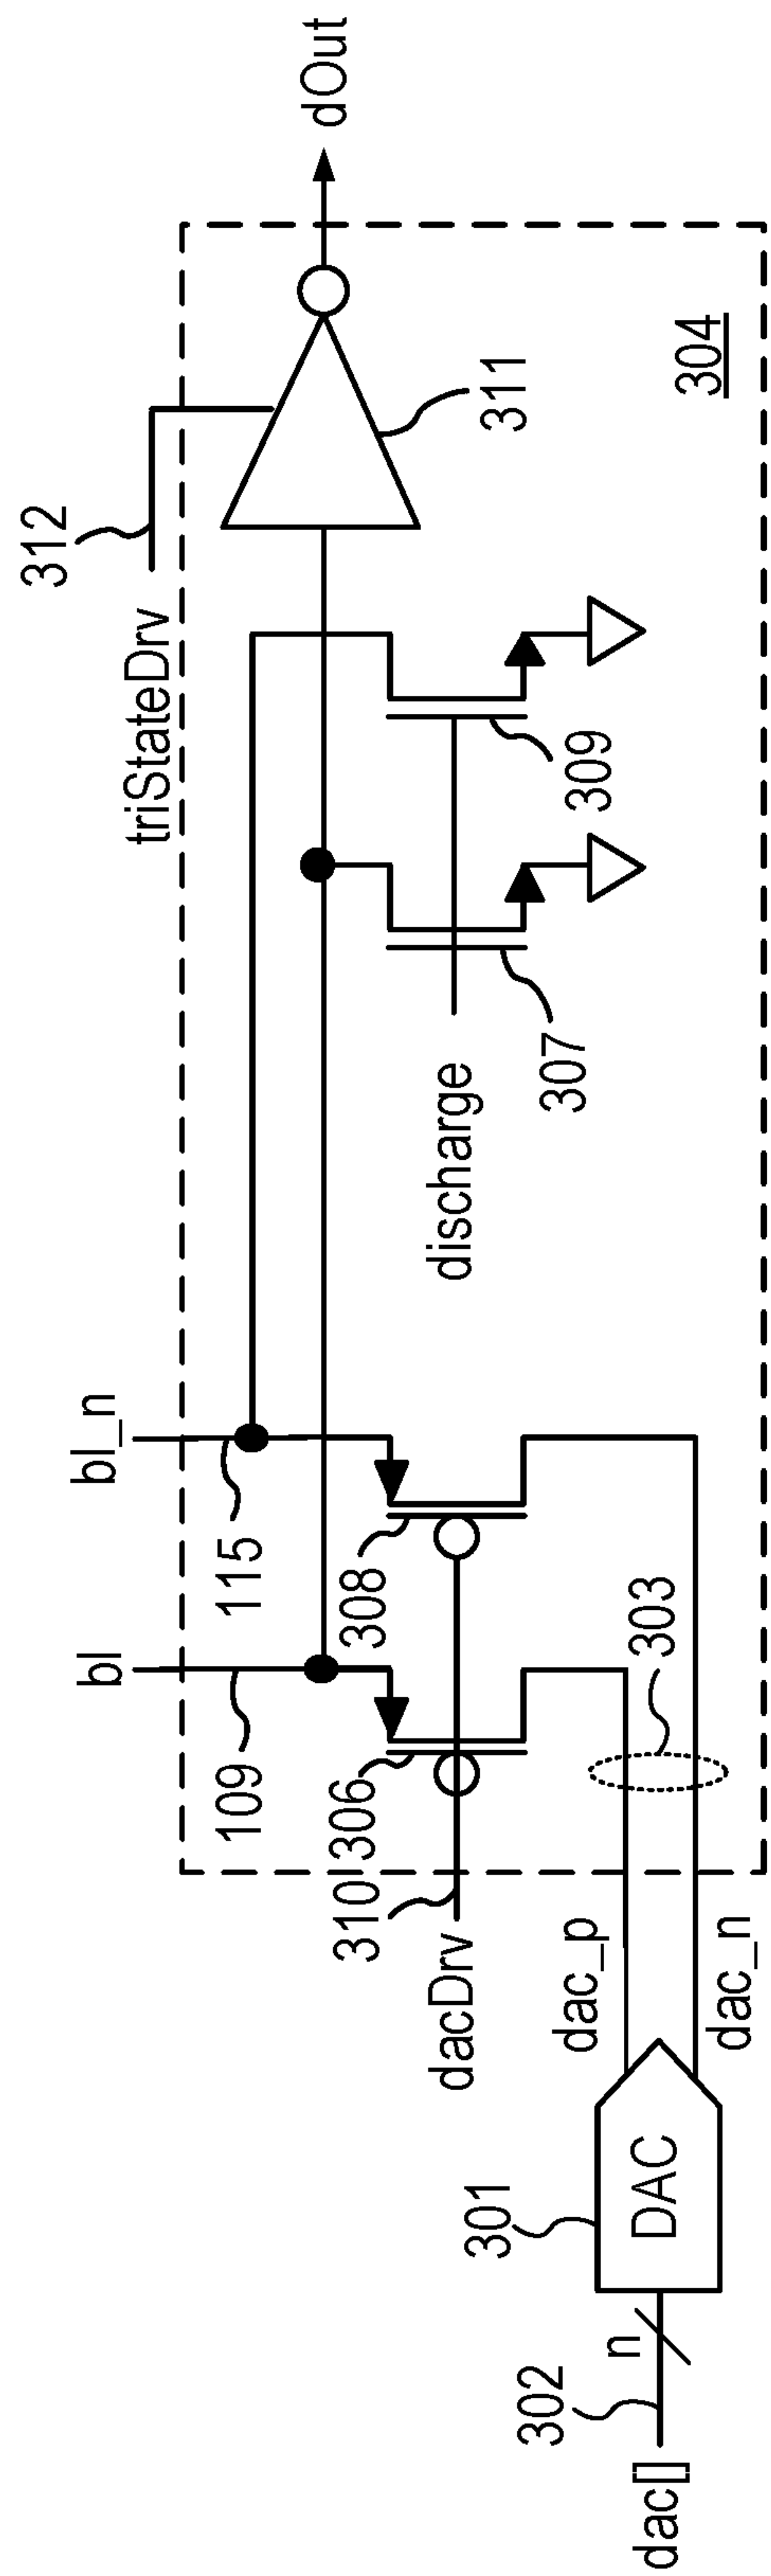 dac[]
302
n
301
DAC
dac_p
dac_n
303
dacDrv
310
306
308
109
bl
115
bl_n
discharge
307
309
triStateDrv
312
311
304
dOut